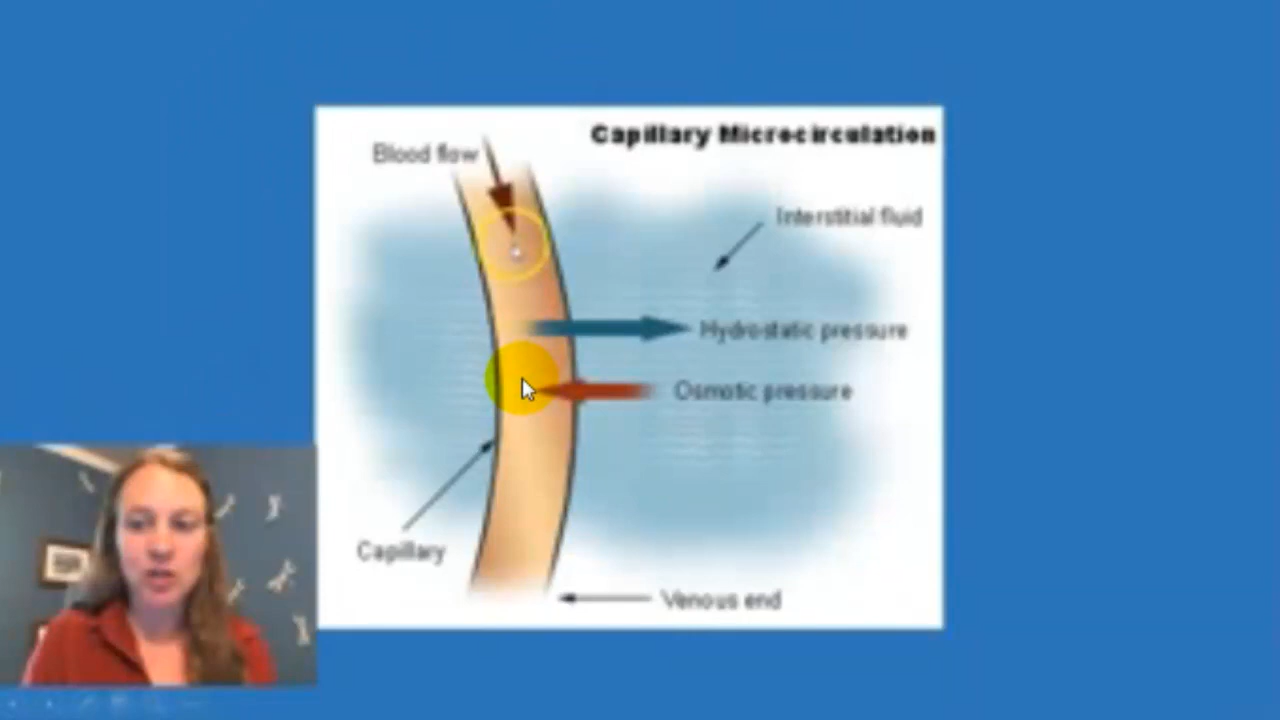 Capillary Microcirculation
Blood flow
Interstitial fluid
Hydrostatic pressure
Osmotic pressure
Capillary
Venous end